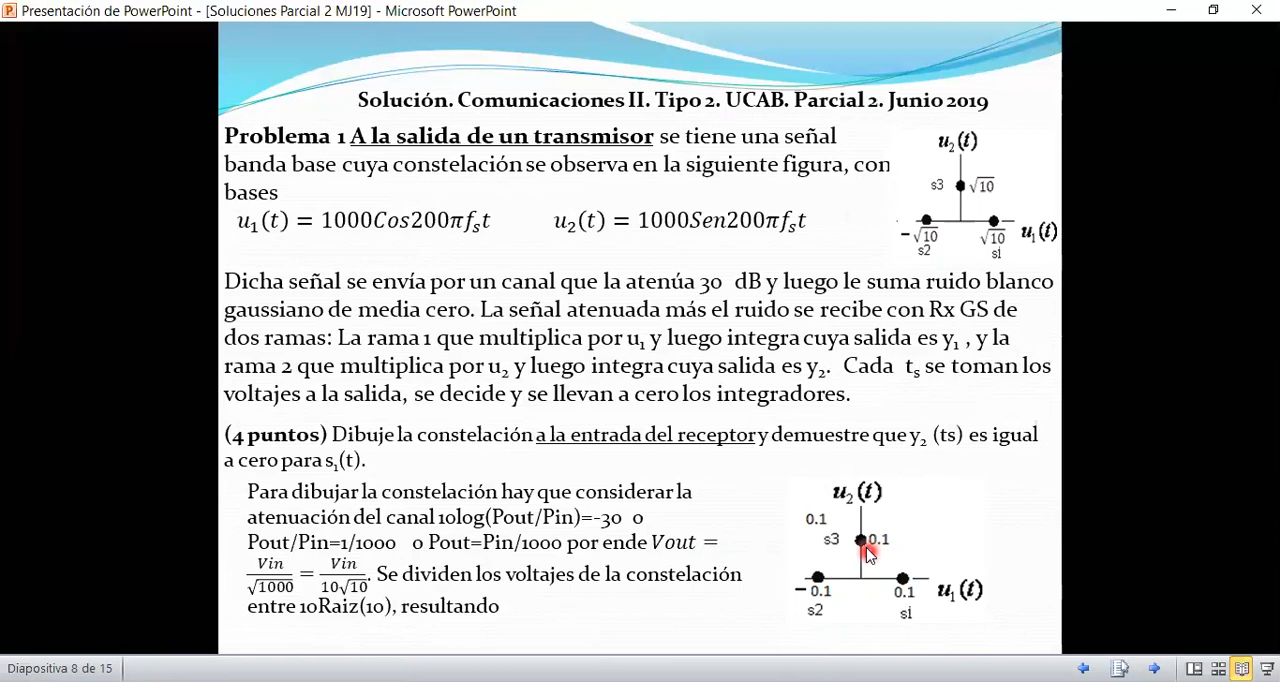 Presentación de PowerPoint - [Soluciones Parcial 2 MJ19] - Microsoft PowerPoint
Solución. Comunicaciones II. Tipo 2. UCAB. Parcial 2. Junio 2019
Problema 1 A la salida de un transmisor se tiene una señal
banda base cuya constelación se observa en la siguiente figura, con
bases
u₁(t) = 1000Cos200πfₛt u₂(t) = 1000Sen200πfₛt
u₂(t)
s3 √10
−√10 √10 u₁(t)
s2 si
Dicha señal se envía por un canal que la atenúa 30 dB y luego le suma ruido blanco
gaussiano de media cero. La señal atenuada más el ruido se recibe con Rx GS de
dos ramas: La rama 1 que multiplica por u₁ y luego integra cuya salida es y₁ , y la
rama 2 que multiplica por u₂ y luego integra cuya salida es y₂. Cada tₛ se toman los
voltajes a la salida, se decide y se llevan a cero los integradores.
(4 puntos) Dibuje la constelación a la entrada del receptor y demuestre que y₂ (ts) es igual
a cero para s₁(t).
Para dibujar la constelación hay que considerar la
atenuación del canal 10log(Pout/Pin)=-30 o
Pout/Pin=1/1000 o Pout=Pin/1000 por ende Vout =
Vin/√1000 = Vin/10√10. Se dividen los voltajes de la constelación
entre 10Raiz(10), resultando
u₂(t)
0.1
s3 0.1
− 0.1 0.1 u₁(t)
s2 si
Diapositiva 8 de 15